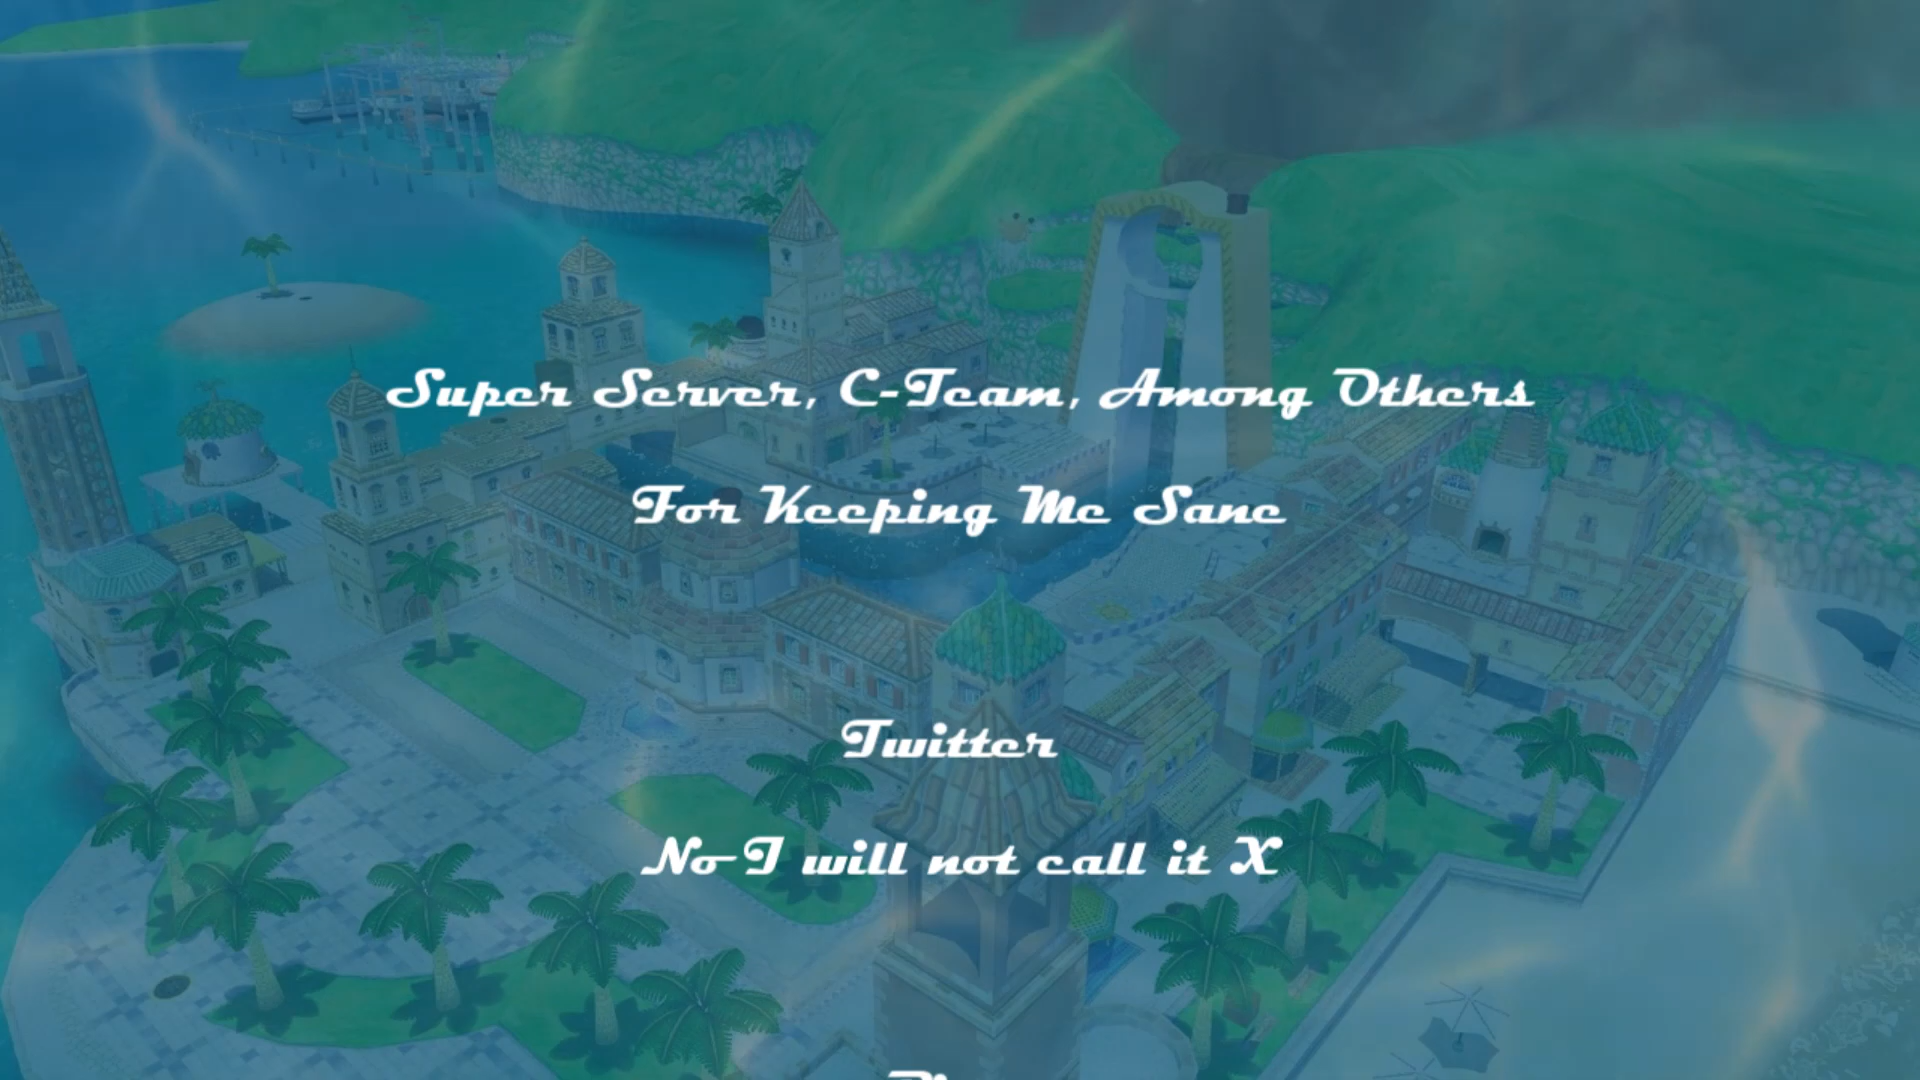 Super Server, C-Team, Among Others
For Keeping Me Sane
Twitter
No I will not call it X